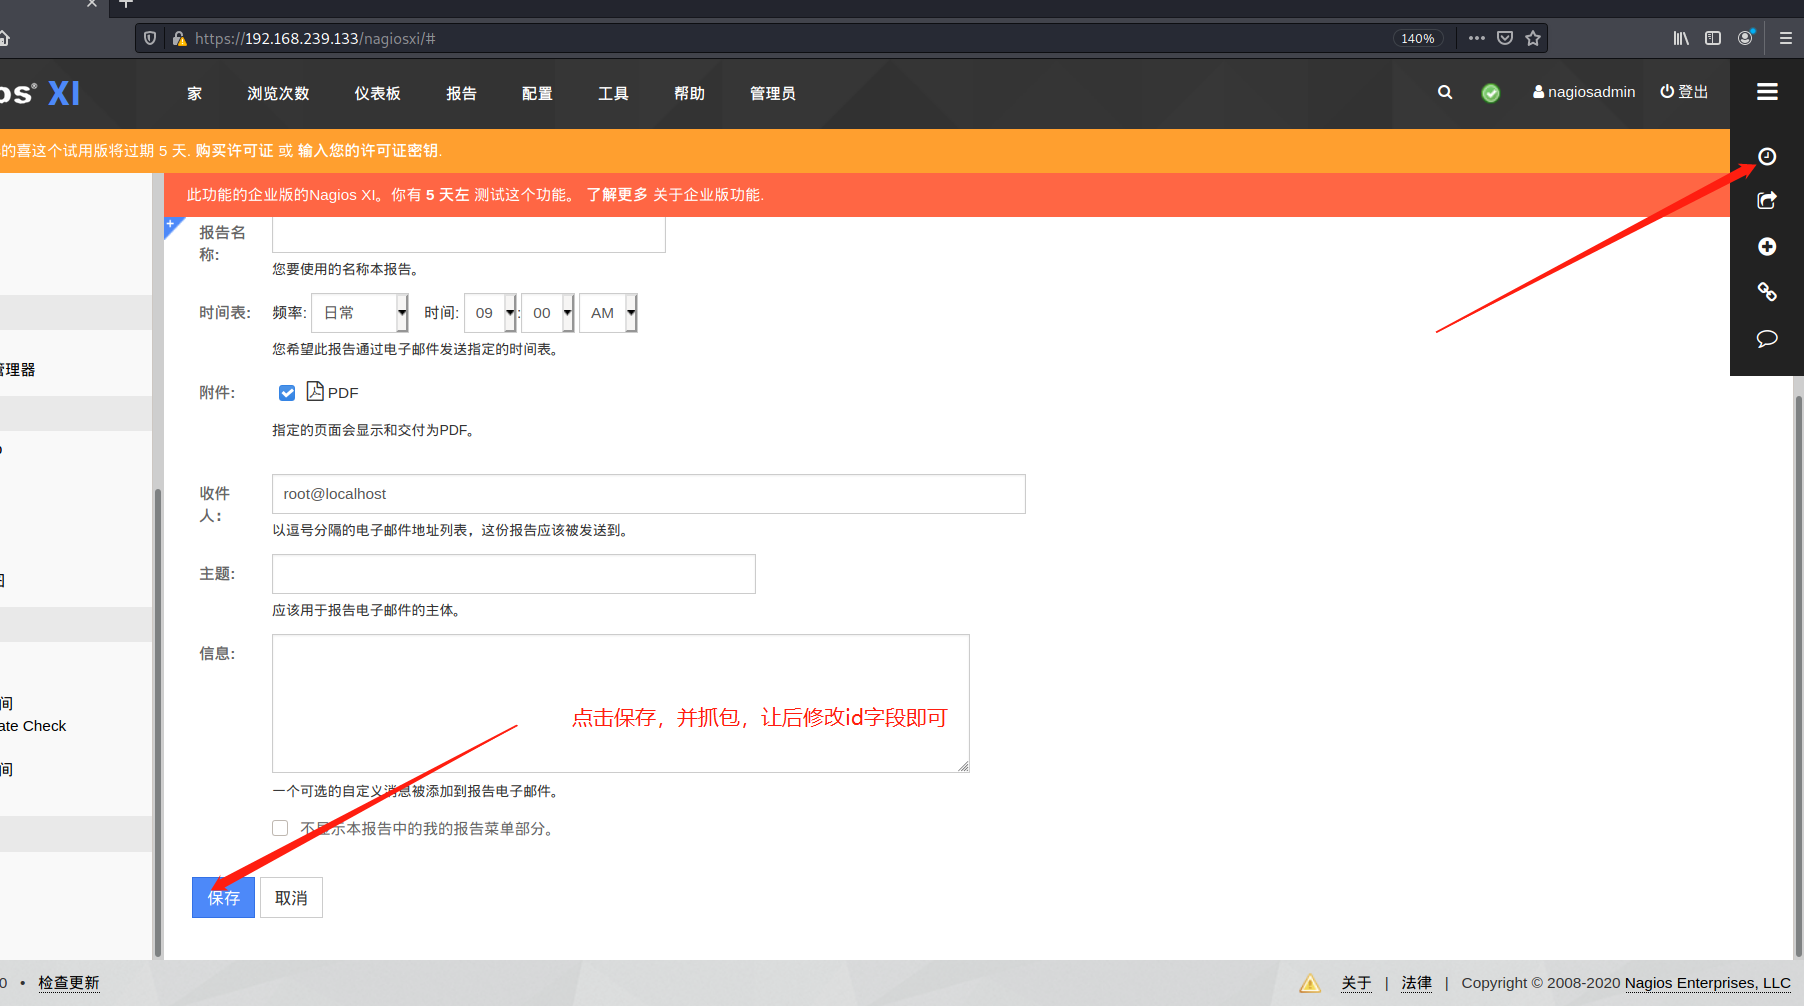 https://192.168.239.133/nagiosxi/#
140%
os® XI
家 浏览次数 仪表板 报告 配置 工具 帮助 管理员
nagiosadmin 登出
的喜这个试用版将过期 5 天. 购买许可证 或 输入您的许可证密钥.
此功能的企业版的Nagios XI。你有 5 天左 测试这个功能。 了解更多 关于企业版功能.
报告名
称:
您要使用的名称本报告。
时间表: 频率: 日常 时间: 09 : 00 AM
您希望此报告通过电子邮件发送指定的时间表。
理器
附件: PDF
指定的页面会显示和交付为PDF。
收件
人:
root@localhost
以逗号分隔的电子邮件地址列表，这份报告应该被发送到。
主题:
应该用于报告电子邮件的主体。
信息:
间
ate Check
间
点击保存，并抓包，让后修改id字段即可
一个可选的自定义消息被添加到报告电子邮件。
不显示本报告中的我的报告菜单部分。
保存 取消
0 • 检查更新
关于 | 法律 | Copyright © 2008-2020 Nagios Enterprises, LLC